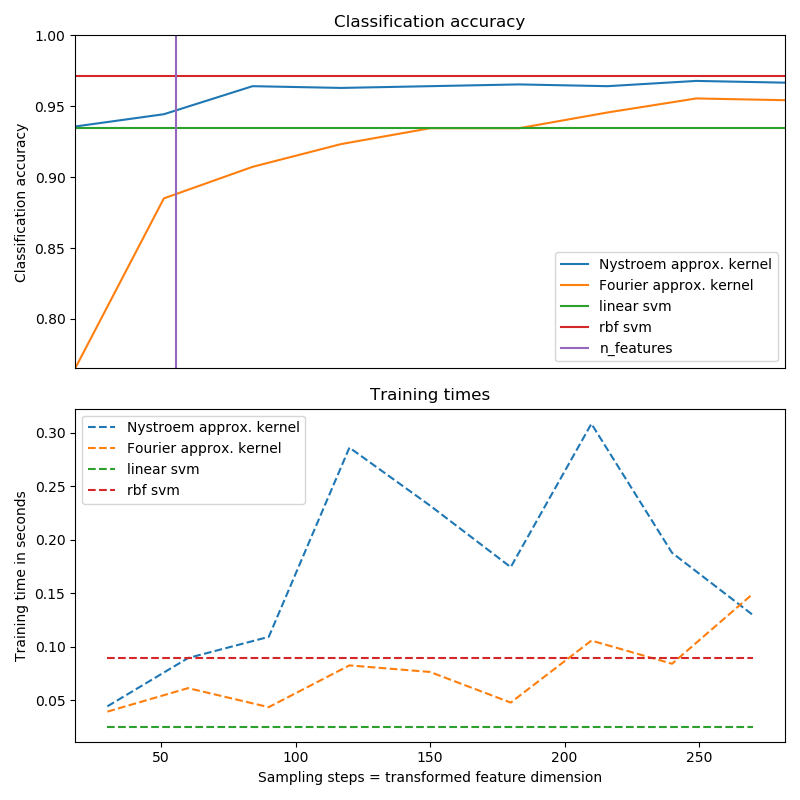 Classification accuracy
1.00
0.95
0.90
0.85
0.80
Classification accuracy
Nystroem approx. kernel
Fourier approx. kernel
linear svm
rbf svm
n_features
Training times
0.30
0.25
0.20
0.15
0.10
0.05
Training time in seconds
Nystroem approx. kernel
Fourier approx. kernel
linear svm
rbf svm
50
100
150
200
250
Sampling steps = transformed feature dimension